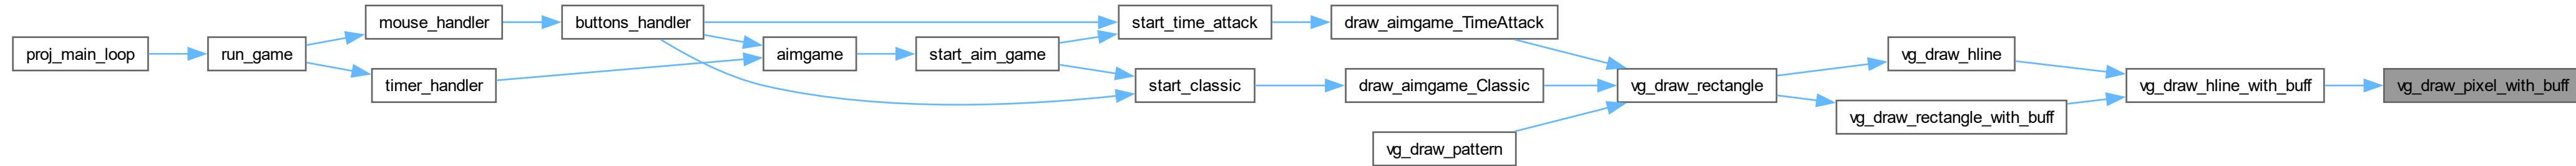 proj_main_loop
run_game
mouse_handler
timer_handler
buttons_handler
aimgame
start_aim_game
start_time_attack
start_classic
draw_aimgame_TimeAttack
draw_aimgame_Classic
vg_draw_pattern
vg_draw_rectangle
vg_draw_hline
vg_draw_rectangle_with_buff
vg_draw_hline_with_buff
vg_draw_pixel_with_buff